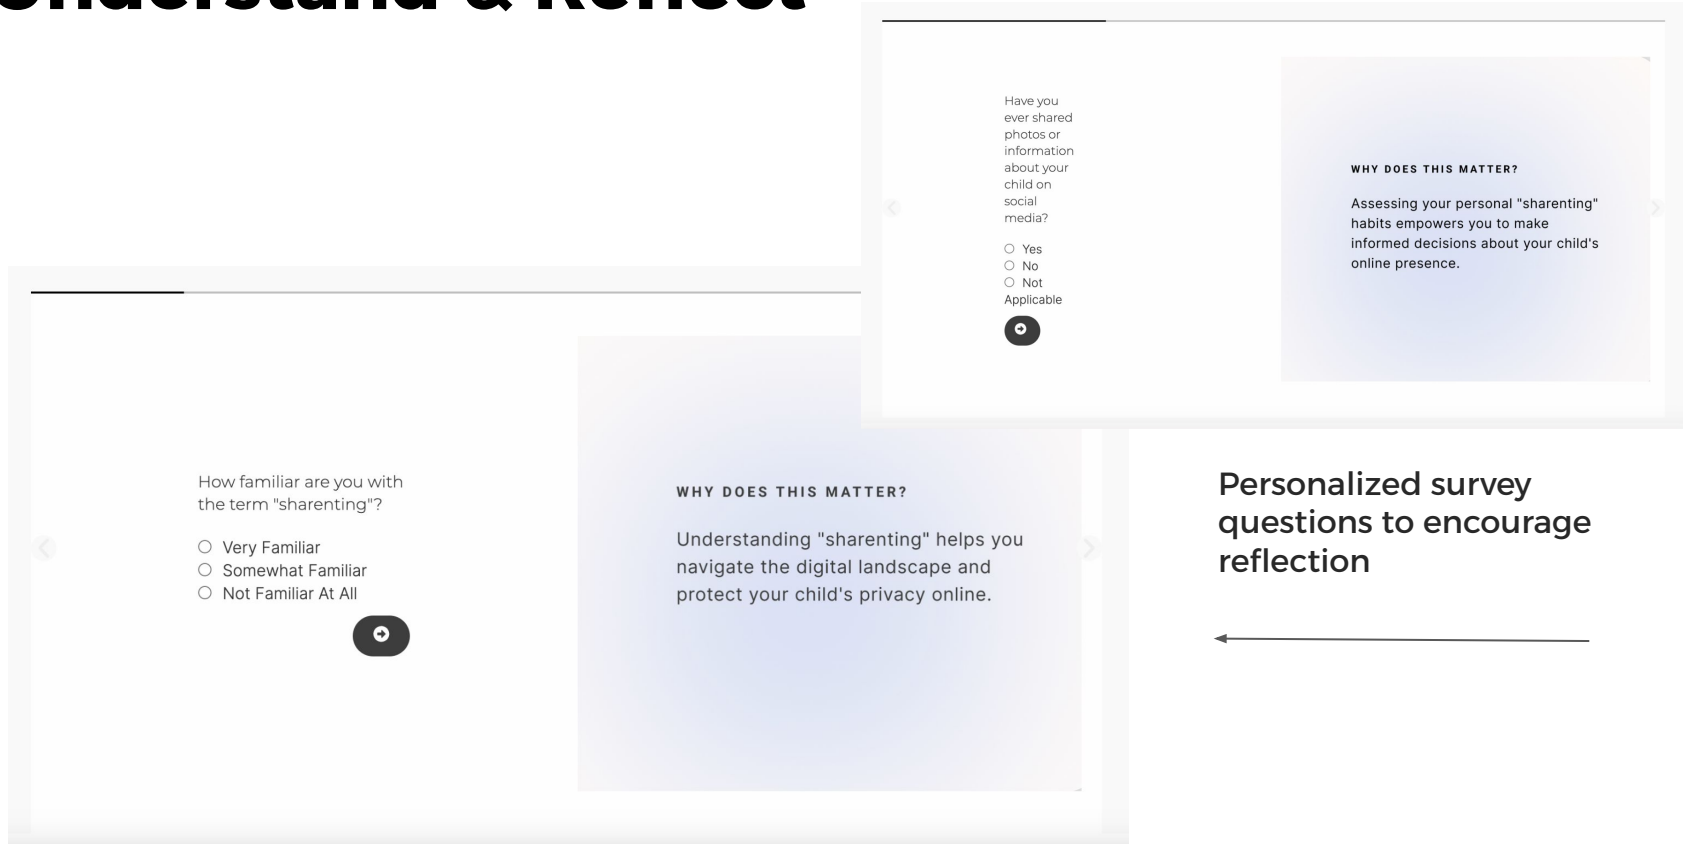 Understand & Reflect
Have you
ever shared
photos or
information
about your
child on
social
media?
Yes
No
Not
Applicable
WHY DOES THIS MATTER?
Assessing your personal "sharenting"
habits empowers you to make
informed decisions about your child's
online presence.
How familiar are you with
the term "sharenting"?
Very Familiar
Somewhat Familiar
Not Familiar At All
WHY DOES THIS MATTER?
Understanding "sharenting" helps you
navigate the digital landscape and
protect your child's privacy online.
Personalized survey
questions to encourage
reflection